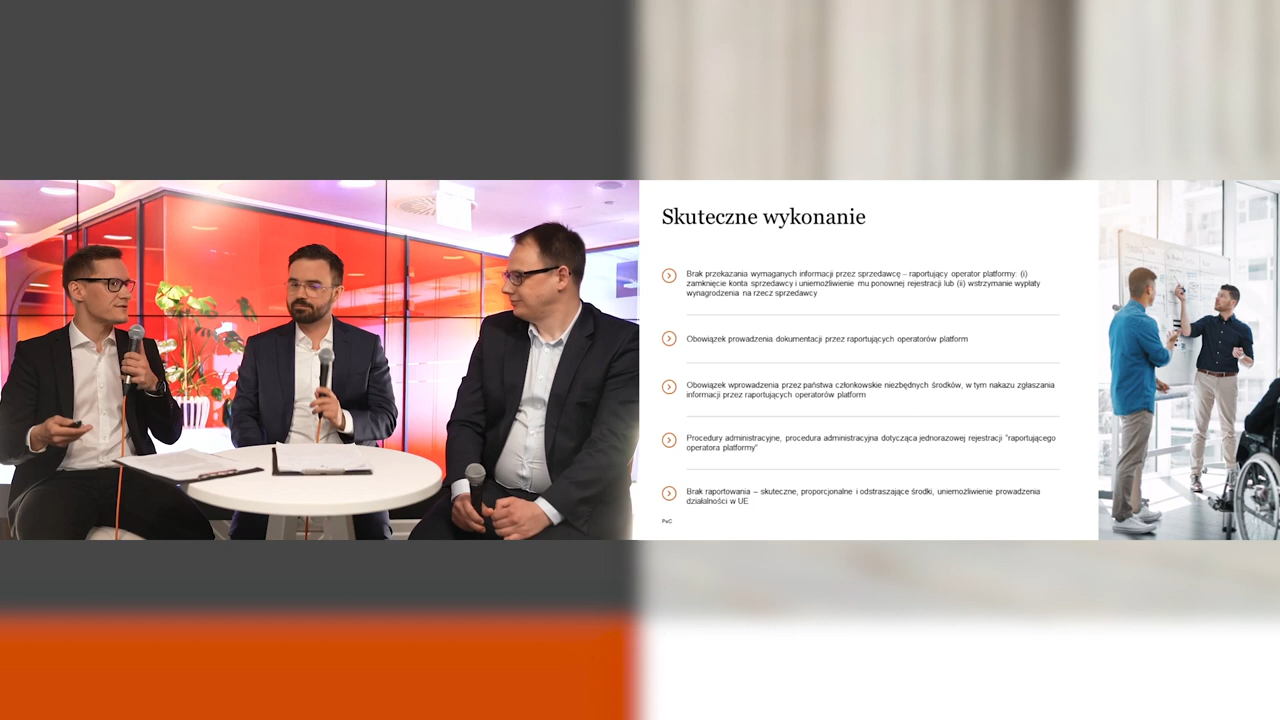 Skuteczne wykonanie
Brak przekazania wymaganych informacji przez sprzedawcę – raportujący operator platformy: (i)
zamknięcie konta sprzedawcy i uniemożliwienie mu ponownej rejestracji lub (ii) wstrzymanie wypłaty
wynagrodzenia na rzecz sprzedawcy
Obowiązek prowadzenia dokumentacji przez raportujących operatorów platform
Obowiązek wprowadzenia przez państwa członkowskie niezbędnych środków, w tym nakazu zgłaszania
informacji przez raportujących operatorów platform
Procedury administracyjne, procedura administracyjna dotycząca jednorazowej rejestracji "raportującego
operatora platformy"
Brak raportowania – skuteczne, proporcjonalne i odstraszające środki, uniemożliwienie prowadzenia
działalności w UE
PwC